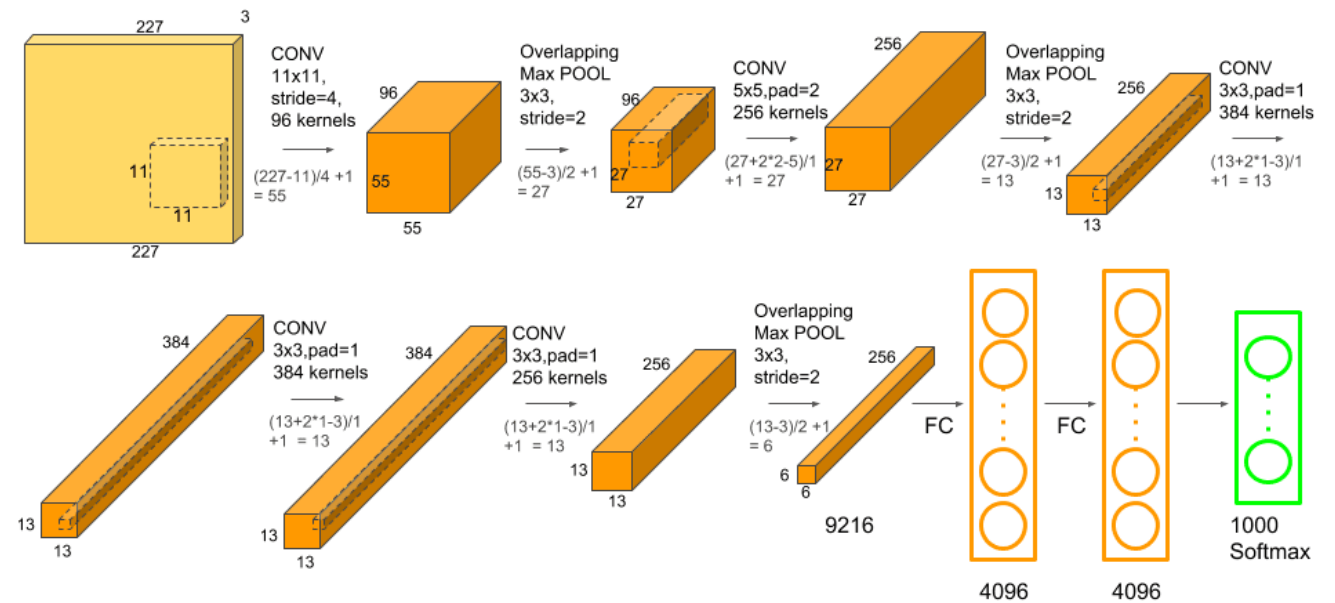 227
3
11
11
227
CONV
11x11,
stride=4,
96 kernels
(227-11)/4 +1
= 55
96
55
55
Overlapping
Max POOL
3x3,
stride=2
(55-3)/2 +1
= 27
96
27
27
CONV
5x5,pad=2
256 kernels
(27+2*2-5)/1
+1 = 27
256
27
27
Overlapping
Max POOL
3x3,
stride=2
(27-3)/2 +1
= 13
256
13
13
CONV
3x3,pad=1
384 kernels
(13+2*1-3)/1
+1 = 13
384
13
13
CONV
3x3,pad=1
384 kernels
(13+2*1-3)/1
+1 = 13
384
13
13
CONV
3x3,pad=1
256 kernels
(13+2*1-3)/1
+1 = 13
256
13
13
Overlapping
Max POOL
3x3,
stride=2
(13-3)/2 +1
= 6
256
6
6
9216
FC
4096
FC
4096
1000
Softmax